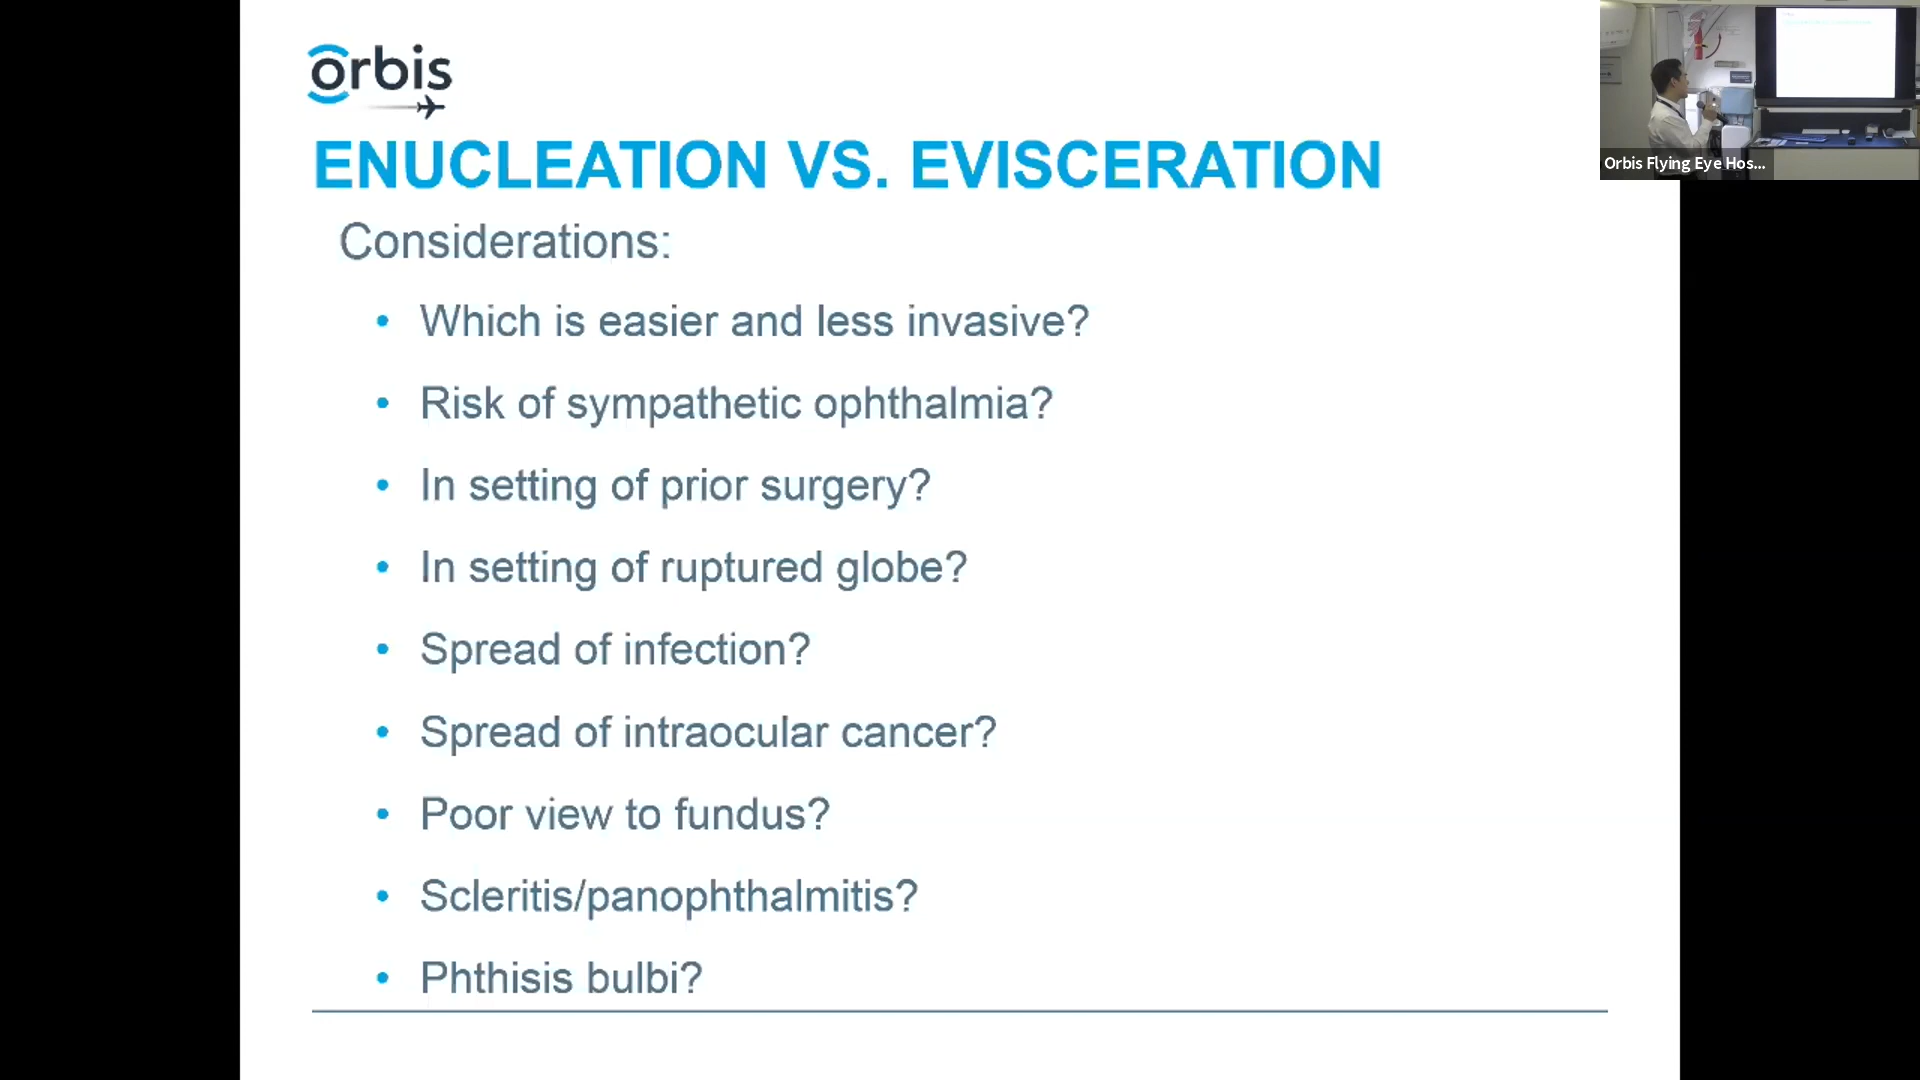 orbis
ENUCLEATION VS. EVISCERATION
Considerations:
• Which is easier and less invasive?
• Risk of sympathetic ophthalmia?
• In setting of prior surgery?
• In setting of ruptured globe?
• Spread of infection?
• Spread of intraocular cancer?
• Poor view to fundus?
• Scleritis/panophthalmitis?
• Phthisis bulbi?
Orbis Flying Eye Hos...